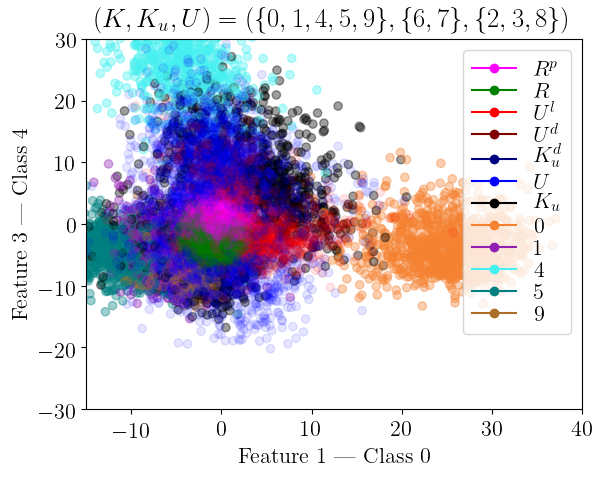 (K, K_u, U) = ({0, 1, 4, 5, 9}, {6, 7}, {2, 3, 8})
30
20
10
0
−10
−20
−30
−10
0
10
20
30
40
Feature 3 — Class 4
Feature 1 — Class 0
R^p
R
U^l
U^d
K_u^d
U
K_u
0
1
4
5
9